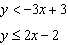 y < −3x + 3
y ≤ 2x − 2